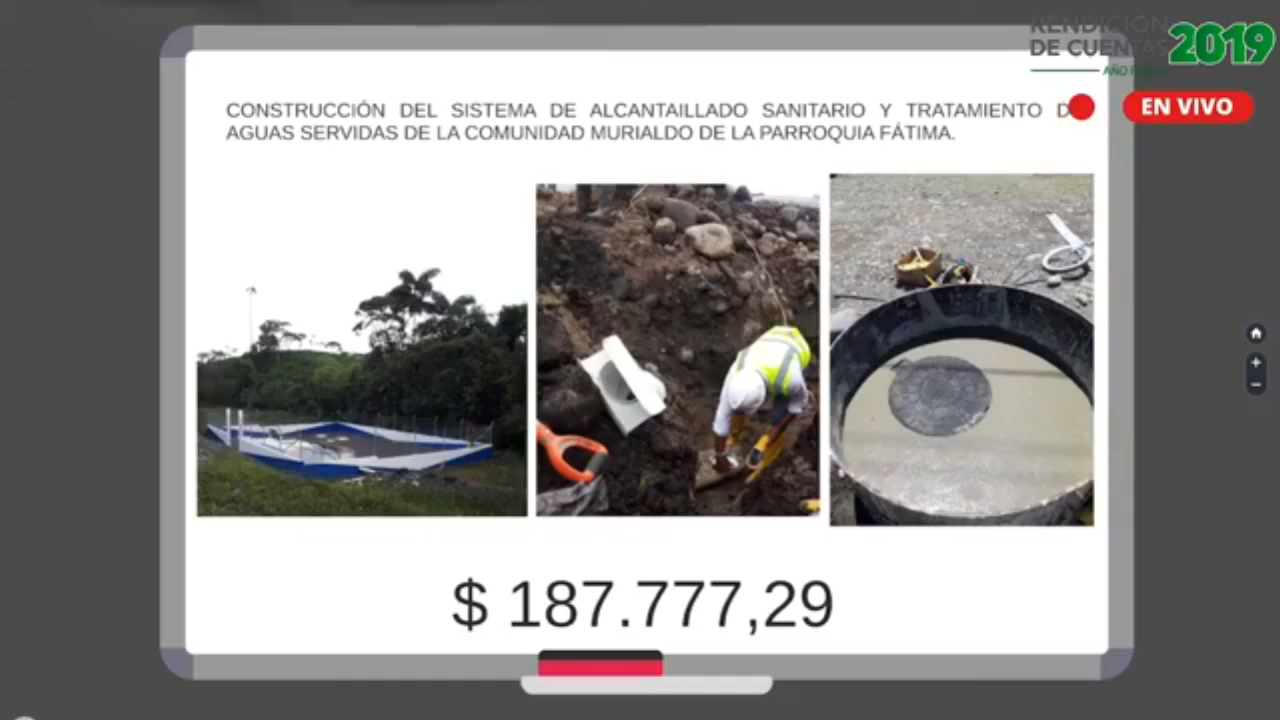 RENDICIÓN
DE CUENTAS 2019
AÑO
EN VIVO
CONSTRUCCIÓN DEL SISTEMA DE ALCANTAILLADO SANITARIO Y TRATAMIENTO
AGUAS SERVIDAS DE LA COMUNIDAD MURIALDO DE LA PARROQUIA FÁTIMA.
$ 187.777,29